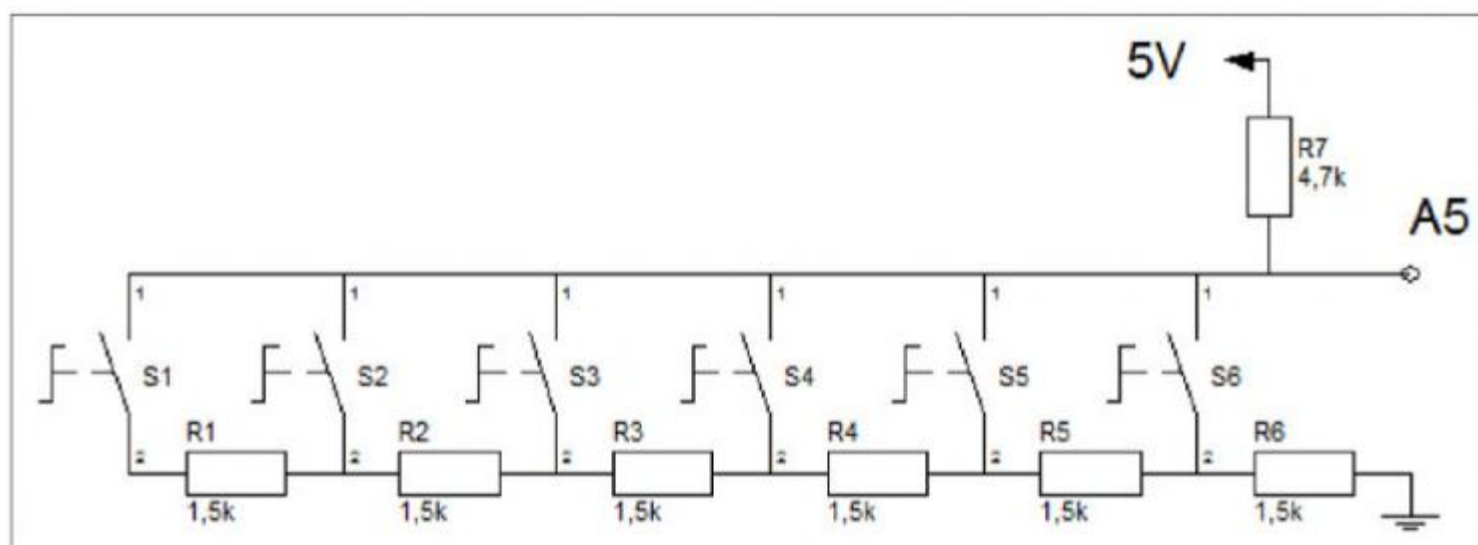 5V
R7
4,7k
A5
1 1 1 1 1 1
S1 S2 S3 S4 S5 S6
R1 R2 R3 R4 R5 R6
2 2 2 2 2 2
1,5k 1,5k 1,5k 1,5k 1,5k 1,5k